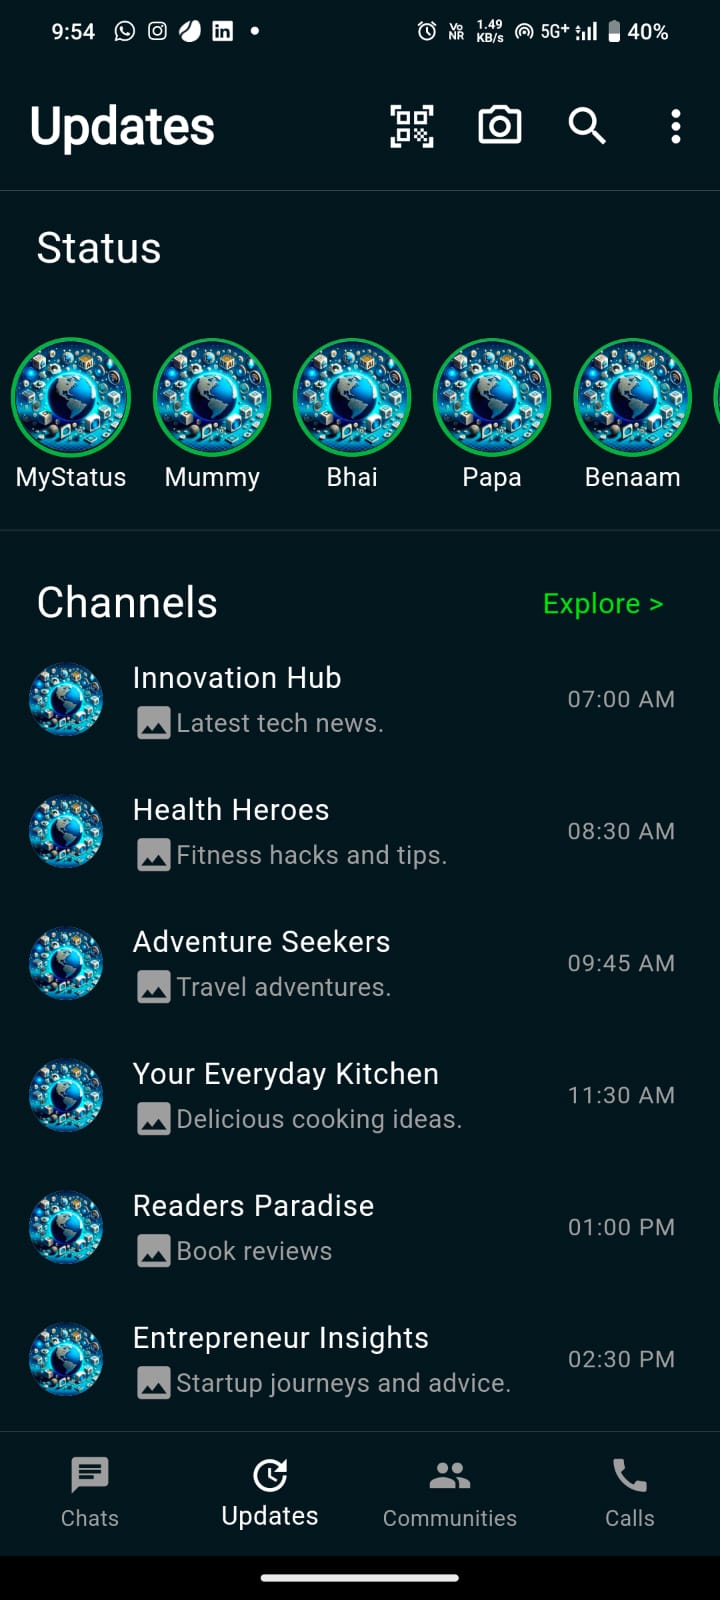 9:54 Vo NR 1.49 KB/s 5G+ 40%
Updates
Status
MyStatus Mummy Bhai Papa Benaam
Channels Explore >
Innovation Hub
Latest tech news. 07:00 AM
Health Heroes
Fitness hacks and tips. 08:30 AM
Adventure Seekers
Travel adventures. 09:45 AM
Your Everyday Kitchen
Delicious cooking ideas. 11:30 AM
Readers Paradise
Book reviews 01:00 PM
Entrepreneur Insights
Startup journeys and advice. 02:30 PM
Chats Updates Communities Calls